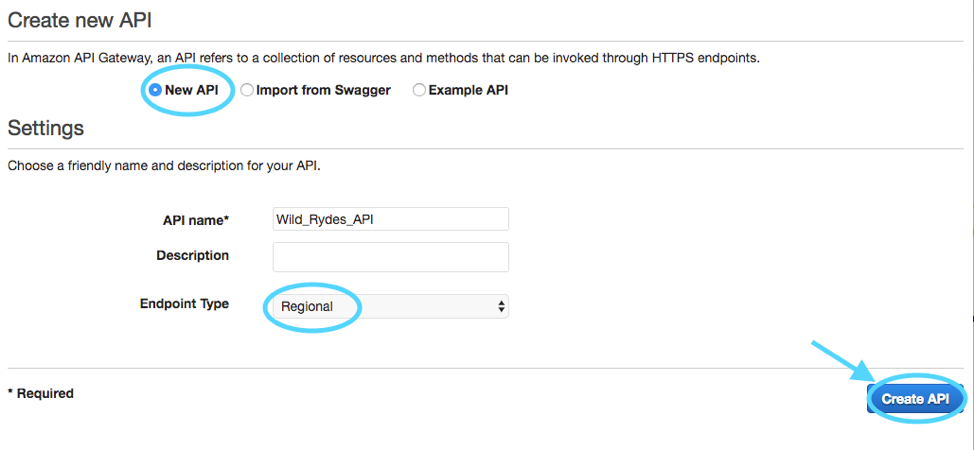 Create new API
In Amazon API Gateway, an API refers to a collection of resources and methods that can be invoked through HTTPS endpoints.
New API Import from Swagger Example API
Settings
Choose a friendly name and description for your API.
API name* Wild_Rydes_API
Description
Endpoint Type Regional
* Required Create API